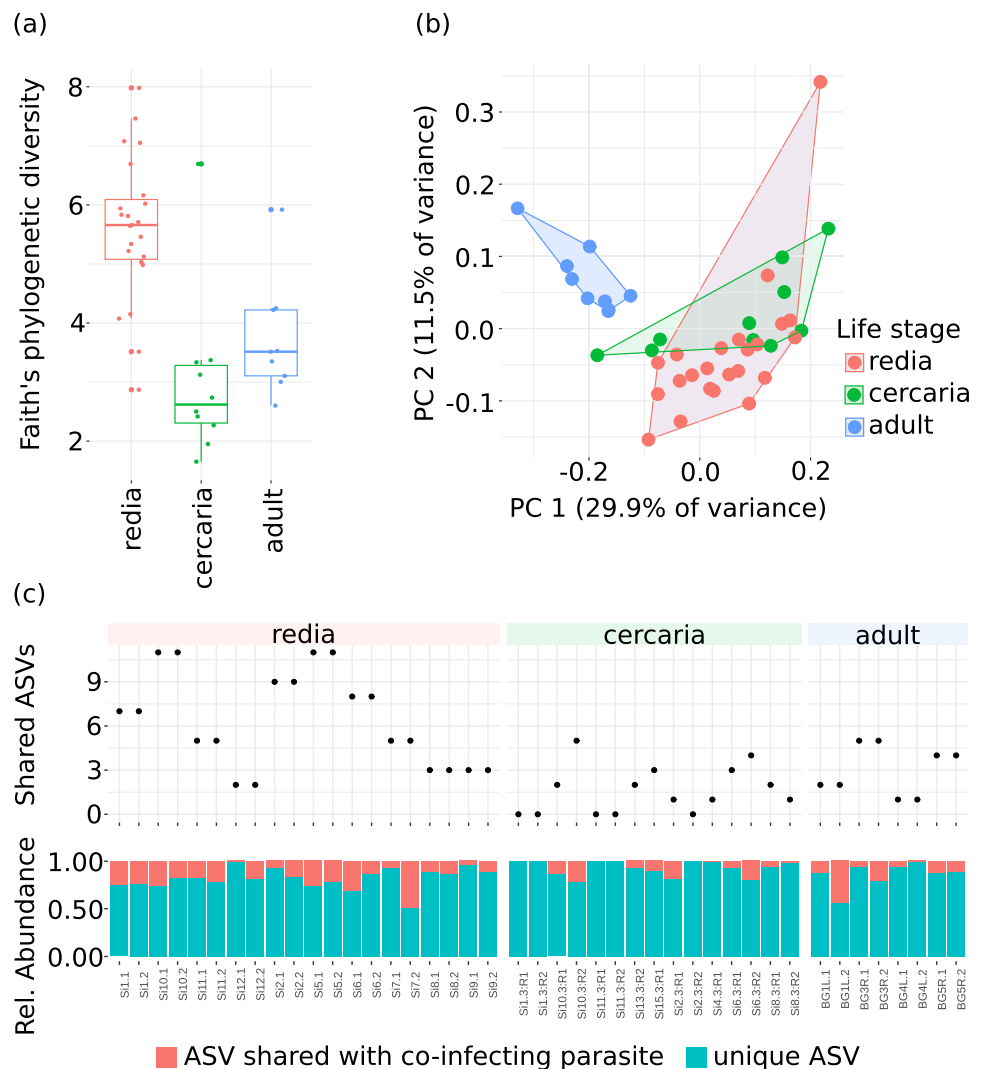 (a)
Faith's phylogenetic diversity
8
6
4
2
redia
cercaria
adult
(b)
PC 2 (11.5% of variance)
0.3
0.2
0.1
0.0
-0.1
-0.2
0.0
0.2
PC 1 (29.9% of variance)
Life stage
redia
cercaria
adult
(c)
redia
cercaria
adult
Shared ASVs
9
6
3
0
Rel. Abundance
1.00
0.50
0.00
Si1.1
Si1.2
Si10.1
Si10.2
Si11.1
Si11.2
Si12.1
Si12.2
Si2.1
Si2.2
Si5.1
Si5.2
Si6.1
Si6.2
Si7.1
Si7.2
Si8.1
Si8.2
Si9.1
Si9.2
Si1.3:R1
Si1.3:R2
Si10.3:R1
Si10.3:R2
Si11.3:R1
Si11.3:R2
Si13.3:R2
Si15.3:R1
Si2.3:R1
Si2.3:R2
Si4.3:R1
Si6.3:R1
Si6.3:R2
Si8.3:R1
Si8.3:R2
BG1L.1
BG1L.2
BG3R.1
BG3R.2
BG4L.1
BG4L.2
BG5R.1
BG5R.2
ASV shared with co-infecting parasite
unique ASV